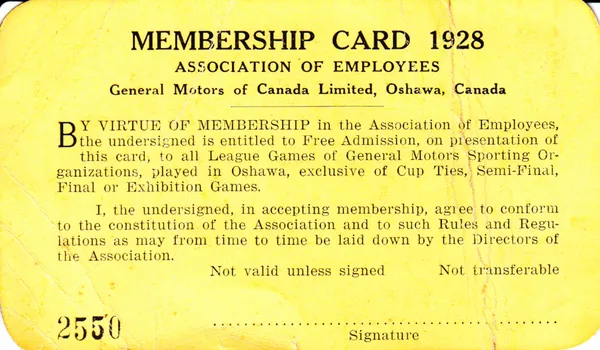 MEMBERSHIP CARD 1928
ASSOCIATION OF EMPLOYEES
General Motors of Canada Limited, Oshawa, Canada
BY VIRTUE OF MEMBERSHIP in the Association of Employees,
the undersigned is entitled to Free Admission, on presentation of
this card, to all League Games of General Motors Sporting Or-
ganizations, played in Oshawa, exclusive of Cup Ties, Semi-Final,
Final or Exhibition Games.
I, the undersigned, in accepting membership, agree to conform
to the constitution of the Association and to such Rules and Regu-
lations as may from time to time be laid down by the Directors of
the Association.
Not valid unless signed Not transferable
2550
Signature